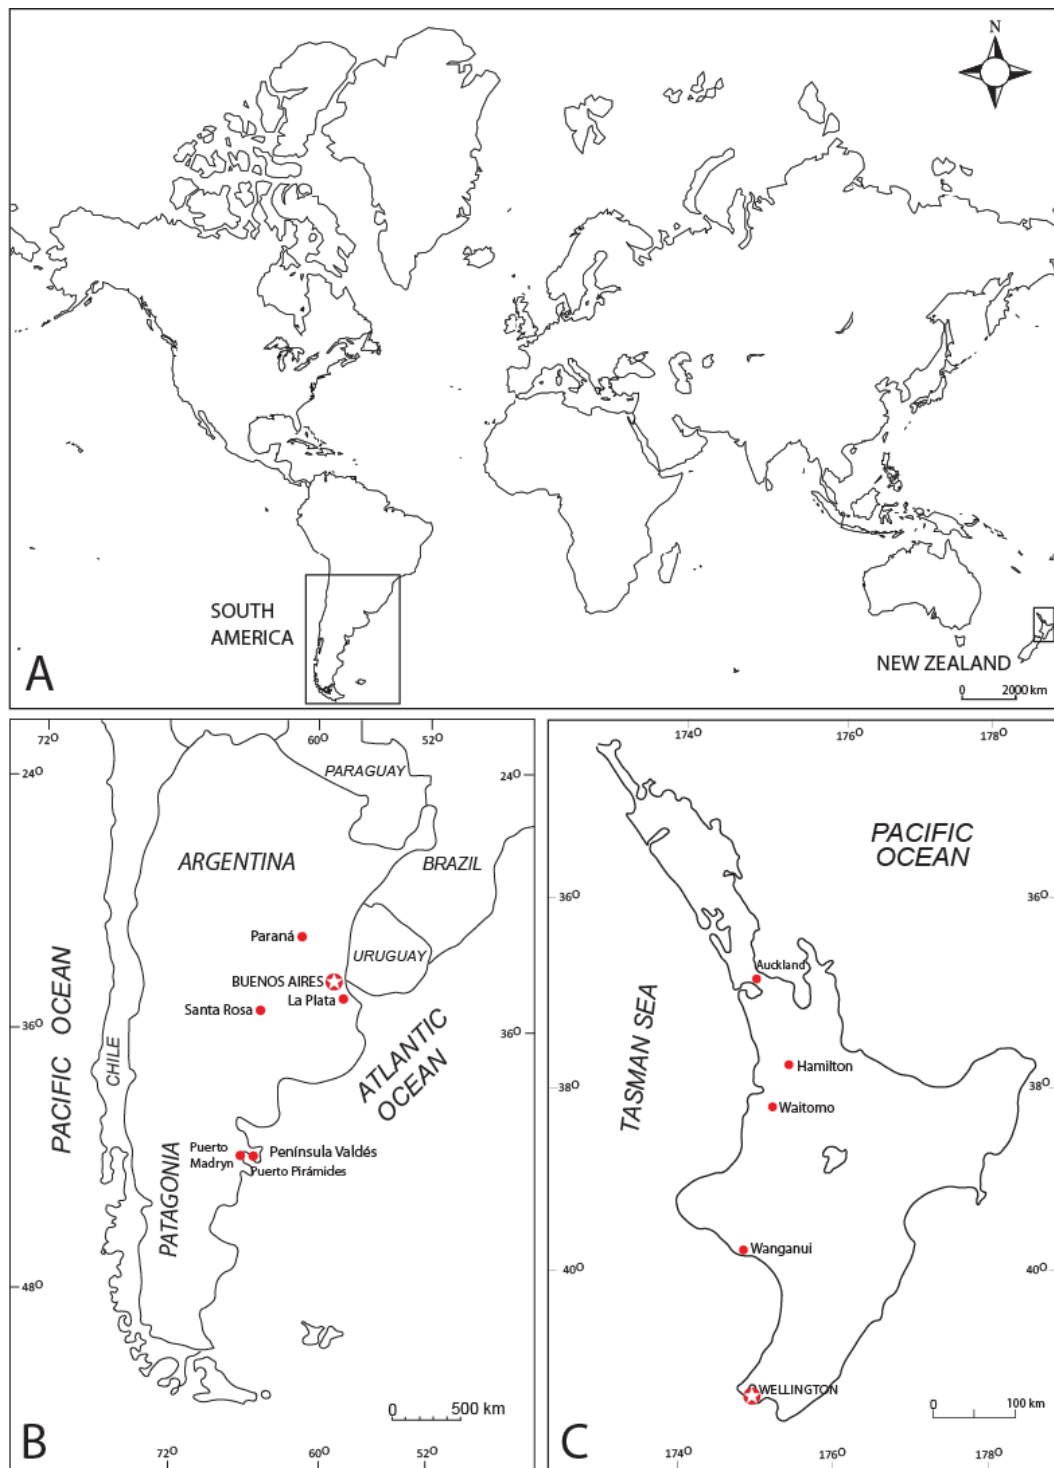 N
SOUTH
AMERICA
NEW ZEALAND
0 2000 km
A
72º 60º 52º
24º 24º
PARAGUAY
ARGENTINA
BRAZIL
Paraná
URUGUAY
BUENOS AIRES
La Plata
Santa Rosa
36º 36º
PACIFIC OCEAN
CHILE
ATLANTIC
OCEAN
Puerto
Madryn
Península Valdés
Puerto Pirámides
PATAGONIA
48º
0 500 km
B
72º 60º 52º
174º 176º 178º
PACIFIC
OCEAN
36º 36º
Auckland
TASMAN SEA
Hamilton
38º 38º
Waitomo
Wanganui
40º 40º
WELLINGTON
0 100 km
C
174º 176º 178º